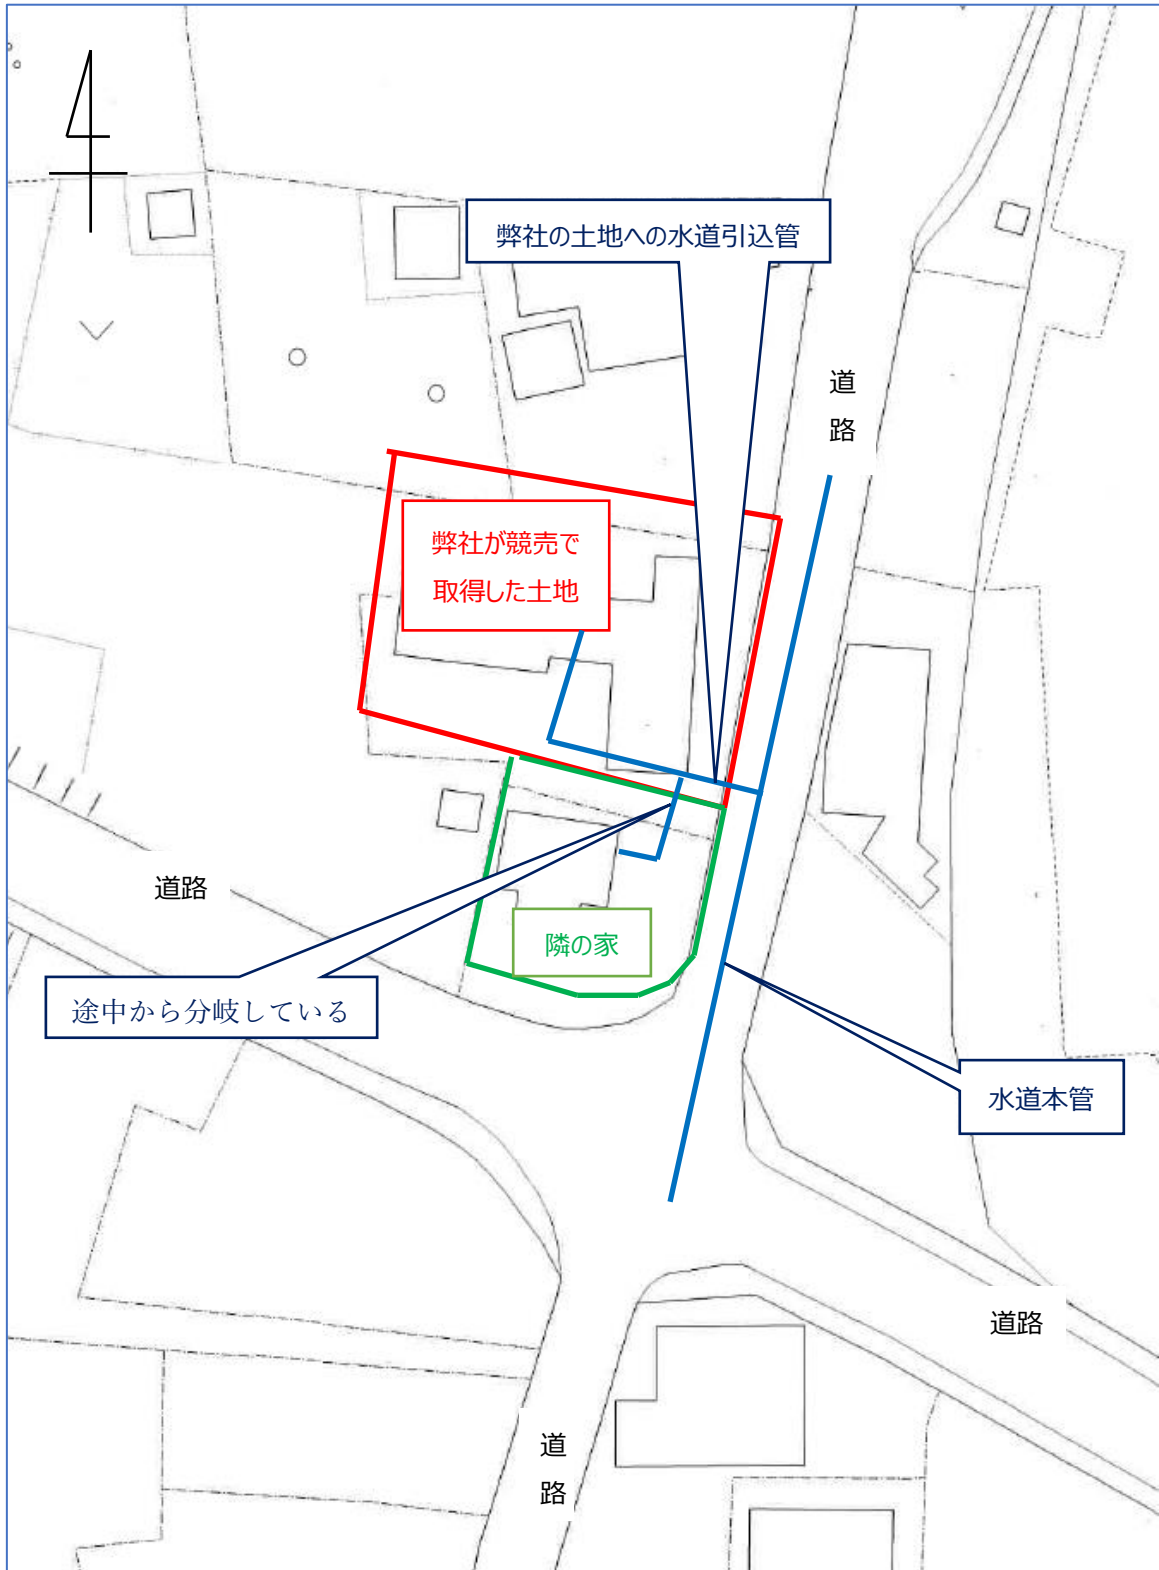 弊社の土地への水道引込管
道
路
弊社が競売で
取得した土地
道路
隣の家
途中から分岐している
水道本管
道路
道
路